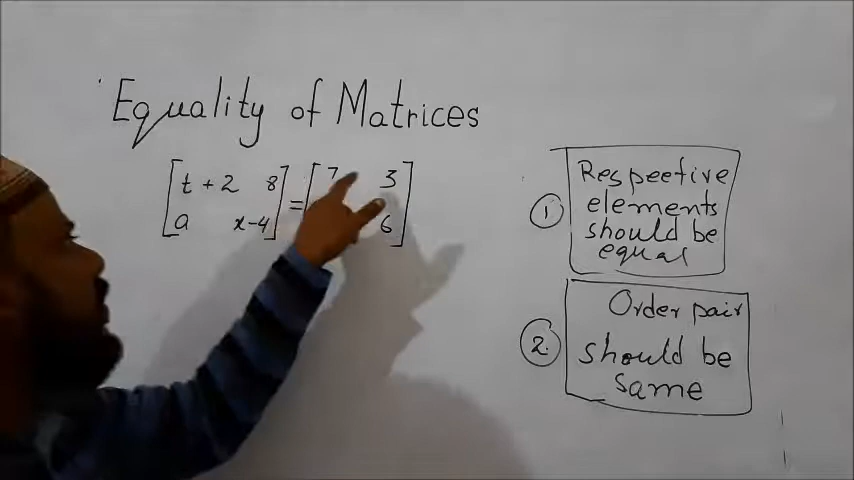 Equality of Matrices
[t + 2 8] = [7 3]
[a x-4] [6]
① Respective
elements
should be
equal
② Order pair
should be
same